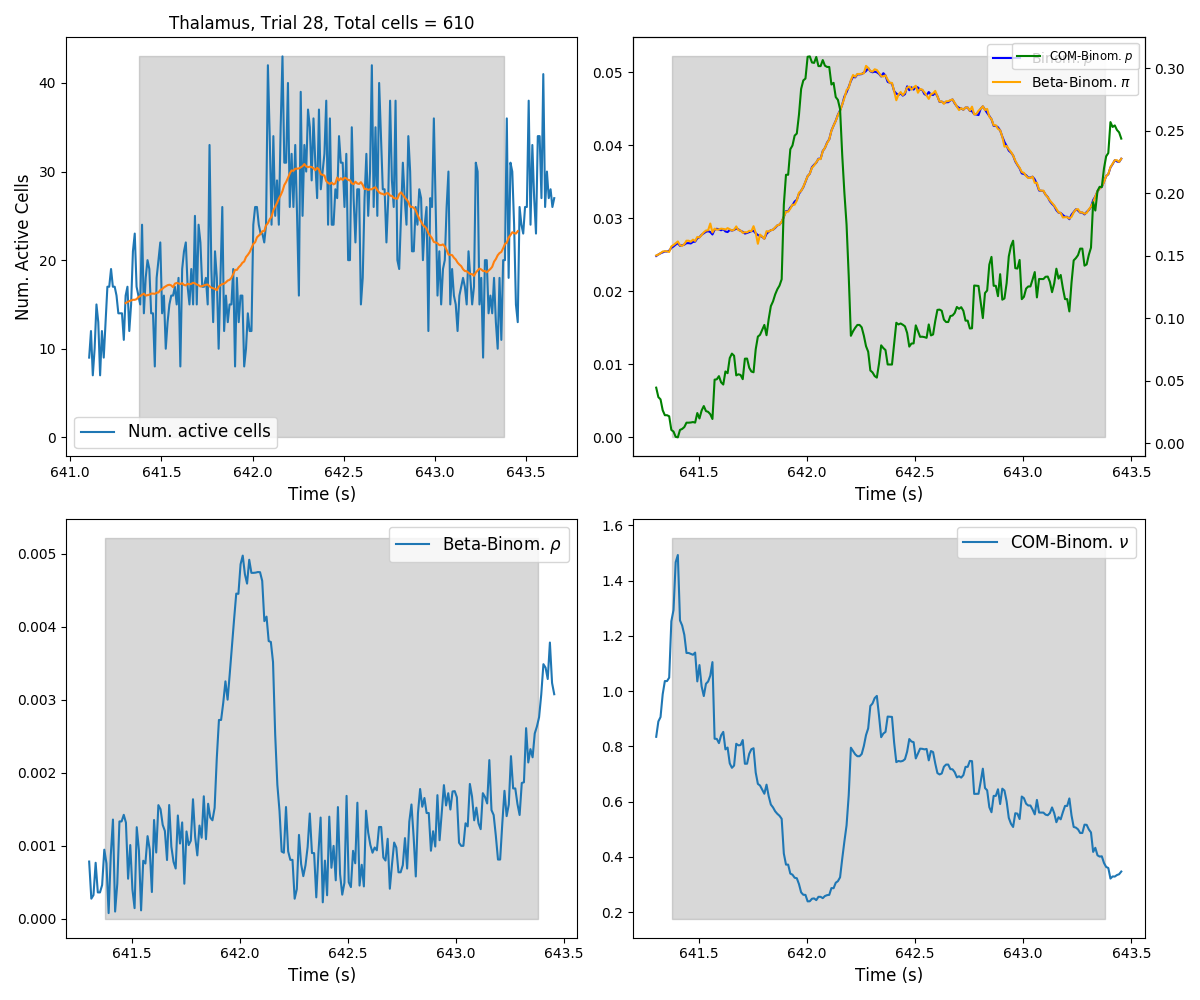 Thalamus, Trial 28, Total cells = 610
Num. Active Cells
40
30
20
10
0
Num. active cells
641.0 641.5 642.0 642.5 643.0 643.5
Time (s)
COM-Binom. p
Beta-Binom. π
0.05
0.04
0.03
0.02
0.01
0.00
0.30
0.25
0.20
0.15
0.10
0.05
0.00
641.5 642.0 642.5 643.0 643.5
Time (s)
Beta-Binom. ρ
0.005
0.004
0.003
0.002
0.001
0.000
641.5 642.0 642.5 643.0 643.5
Time (s)
COM-Binom. ν
1.6
1.4
1.2
1.0
0.8
0.6
0.4
0.2
641.5 642.0 642.5 643.0 643.5
Time (s)